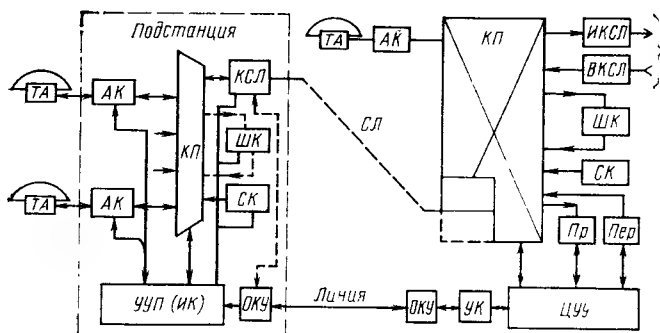 Подстанция
ТА
АК
КП
КСЛ
ШК
СК
ТА
АК
УУП (ИК)
ОКУ
СЛ
Линия
ТА
АК
КП
ИКСЛ
ВКСЛ
ШК
СК
Пр
Пер
ОКУ
УК
ЦУУ